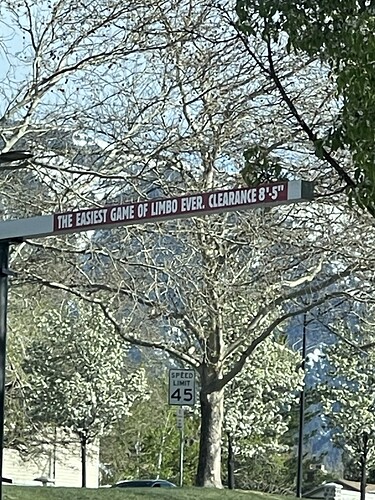 THE EASIEST GAME OF LIMBO EVER. CLEARANCE 8'-5"
SPEED
LIMIT
45